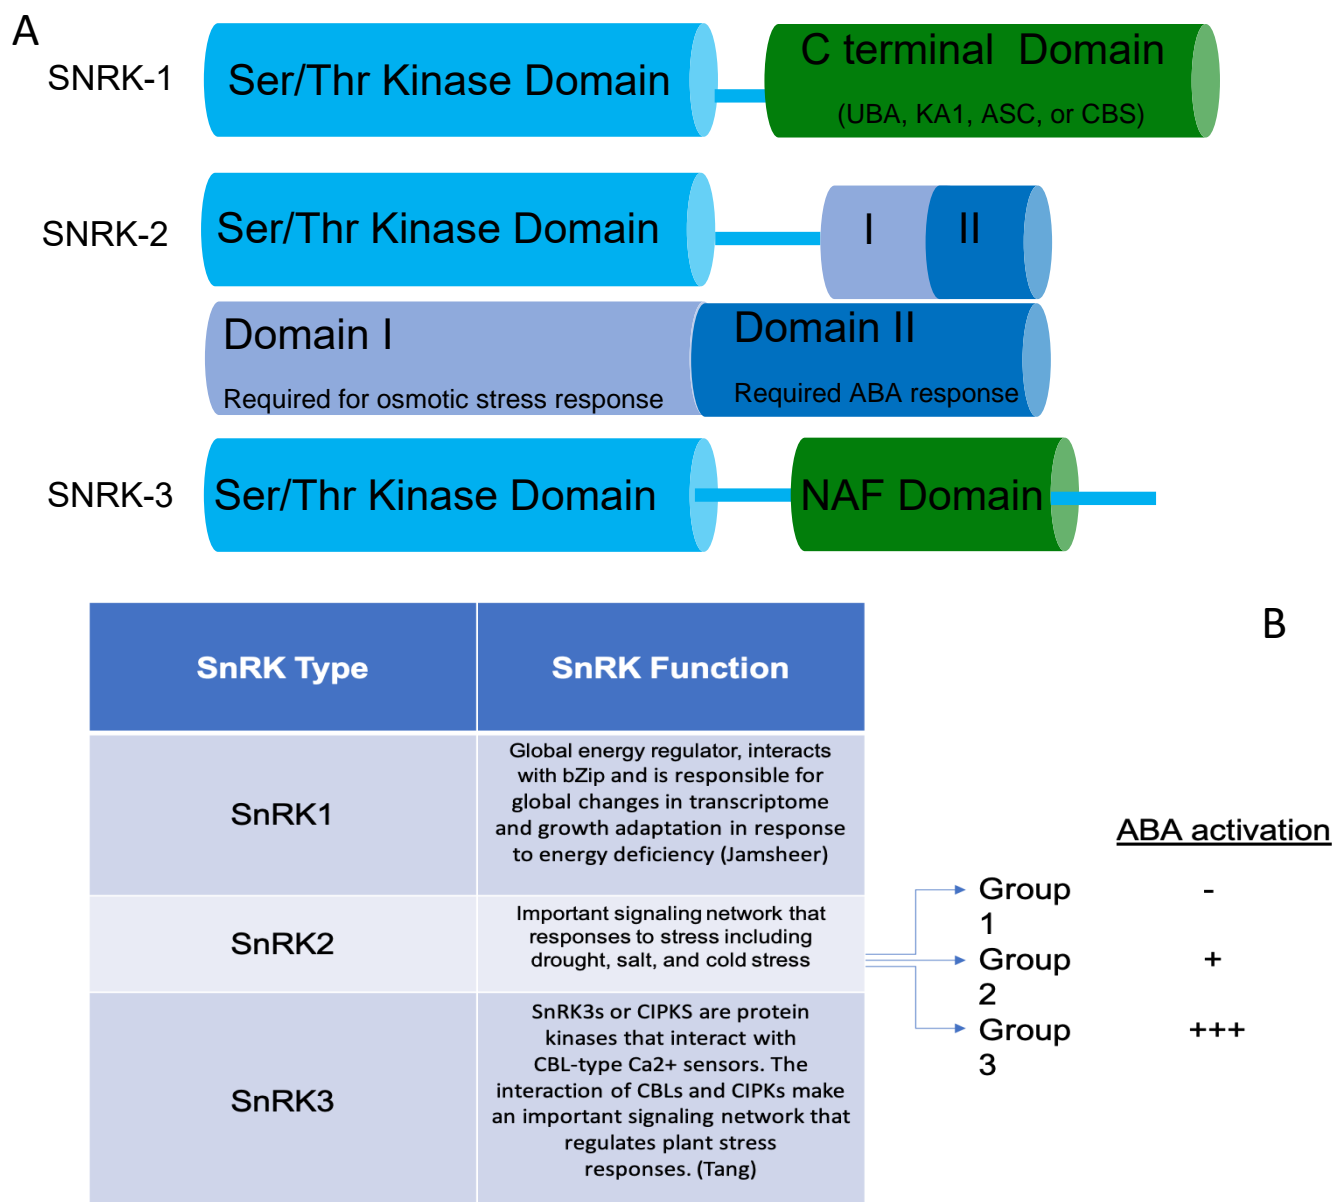 A
SNRK-1
Ser/Thr Kinase Domain
C terminal Domain
(UBA, KA1, ASC, or CBS)
SNRK-2
Ser/Thr Kinase Domain
I
II
Domain I
Required for osmotic stress response
Domain II
Required ABA response
SNRK-3
Ser/Thr Kinase Domain
NAF Domain
B
SnRK Type
SnRK Function
SnRK1
Global energy regulator, interacts
with bZip and is responsible for
global changes in transcriptome
and growth adaptation in response
to energy deficiency (Jamsheer)
SnRK2
Important signaling network that
responses to stress including
drought, salt, and cold stress
SnRK3
SnRK3s or CIPKS are protein
kinases that interact with
CBL-type Ca2+ sensors. The
interaction of CBLs and CIPKs make
an important signaling network that
regulates plant stress
responses. (Tang)
ABA activation
Group
1
-
Group
2
+
Group
3
+++